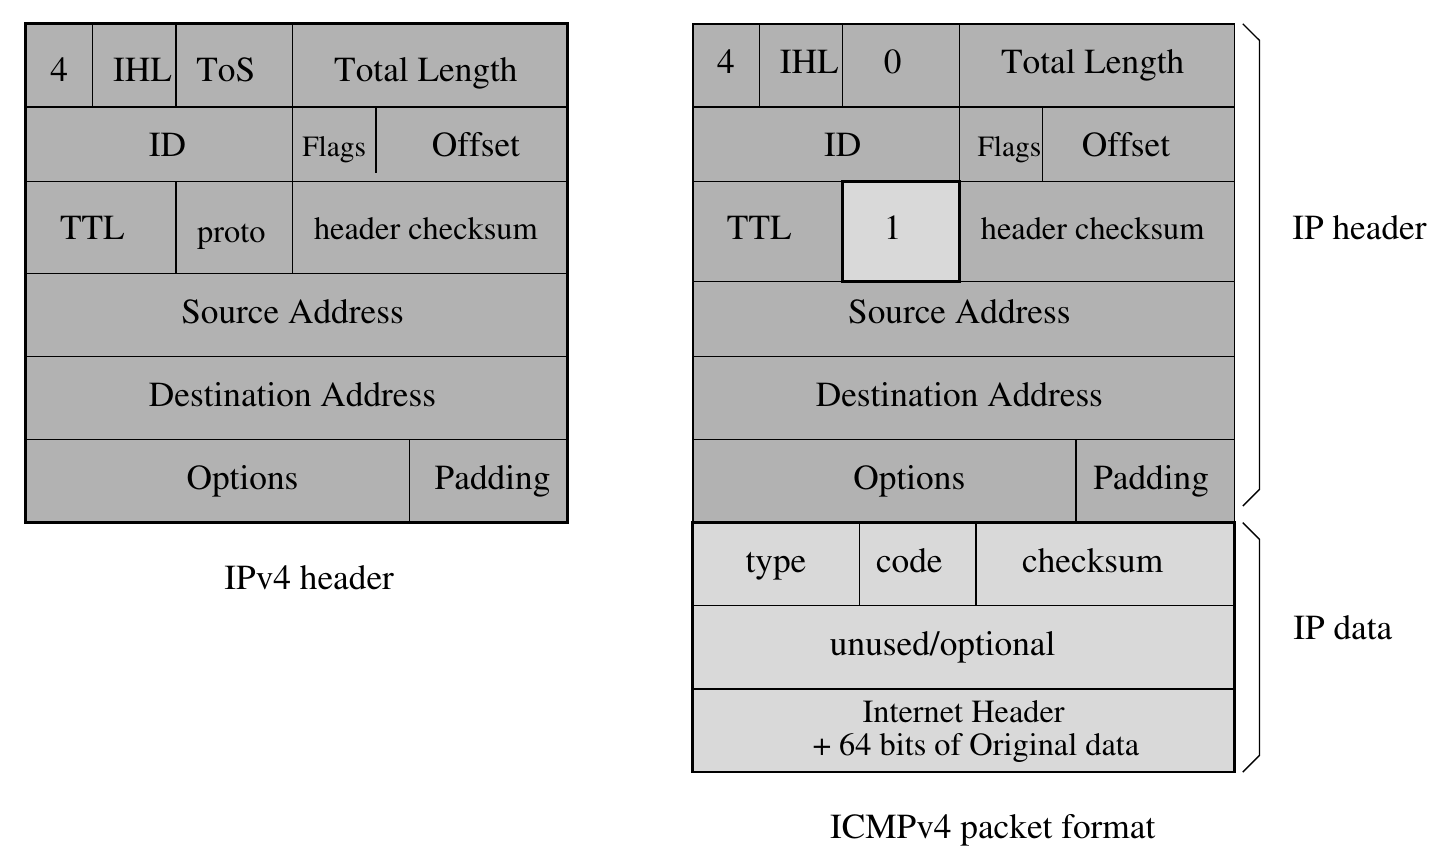 4 IHL ToS Total Length
ID Flags Offset
TTL proto header checksum
Source Address
Destination Address
Options Padding
IPv4 header
4 IHL 0 Total Length
ID Flags Offset
TTL 1 header checksum
Source Address
Destination Address
Options Padding
IP header
type code checksum
unused/optional
Internet Header
+ 64 bits of Original data
IP data
ICMPv4 packet format